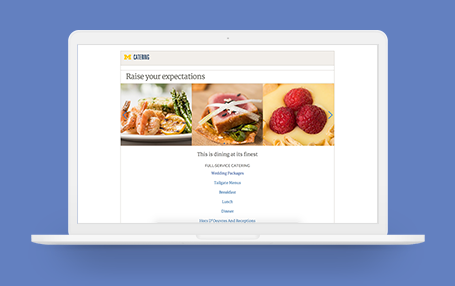 M CATERING
Raise your expectations
This is dining at its finest
FULL SERVICE CATERING
Wedding Packages
Tailgate Menus
Breakfast
Lunch
Dinner
Hors D'Oeuvres And Receptions